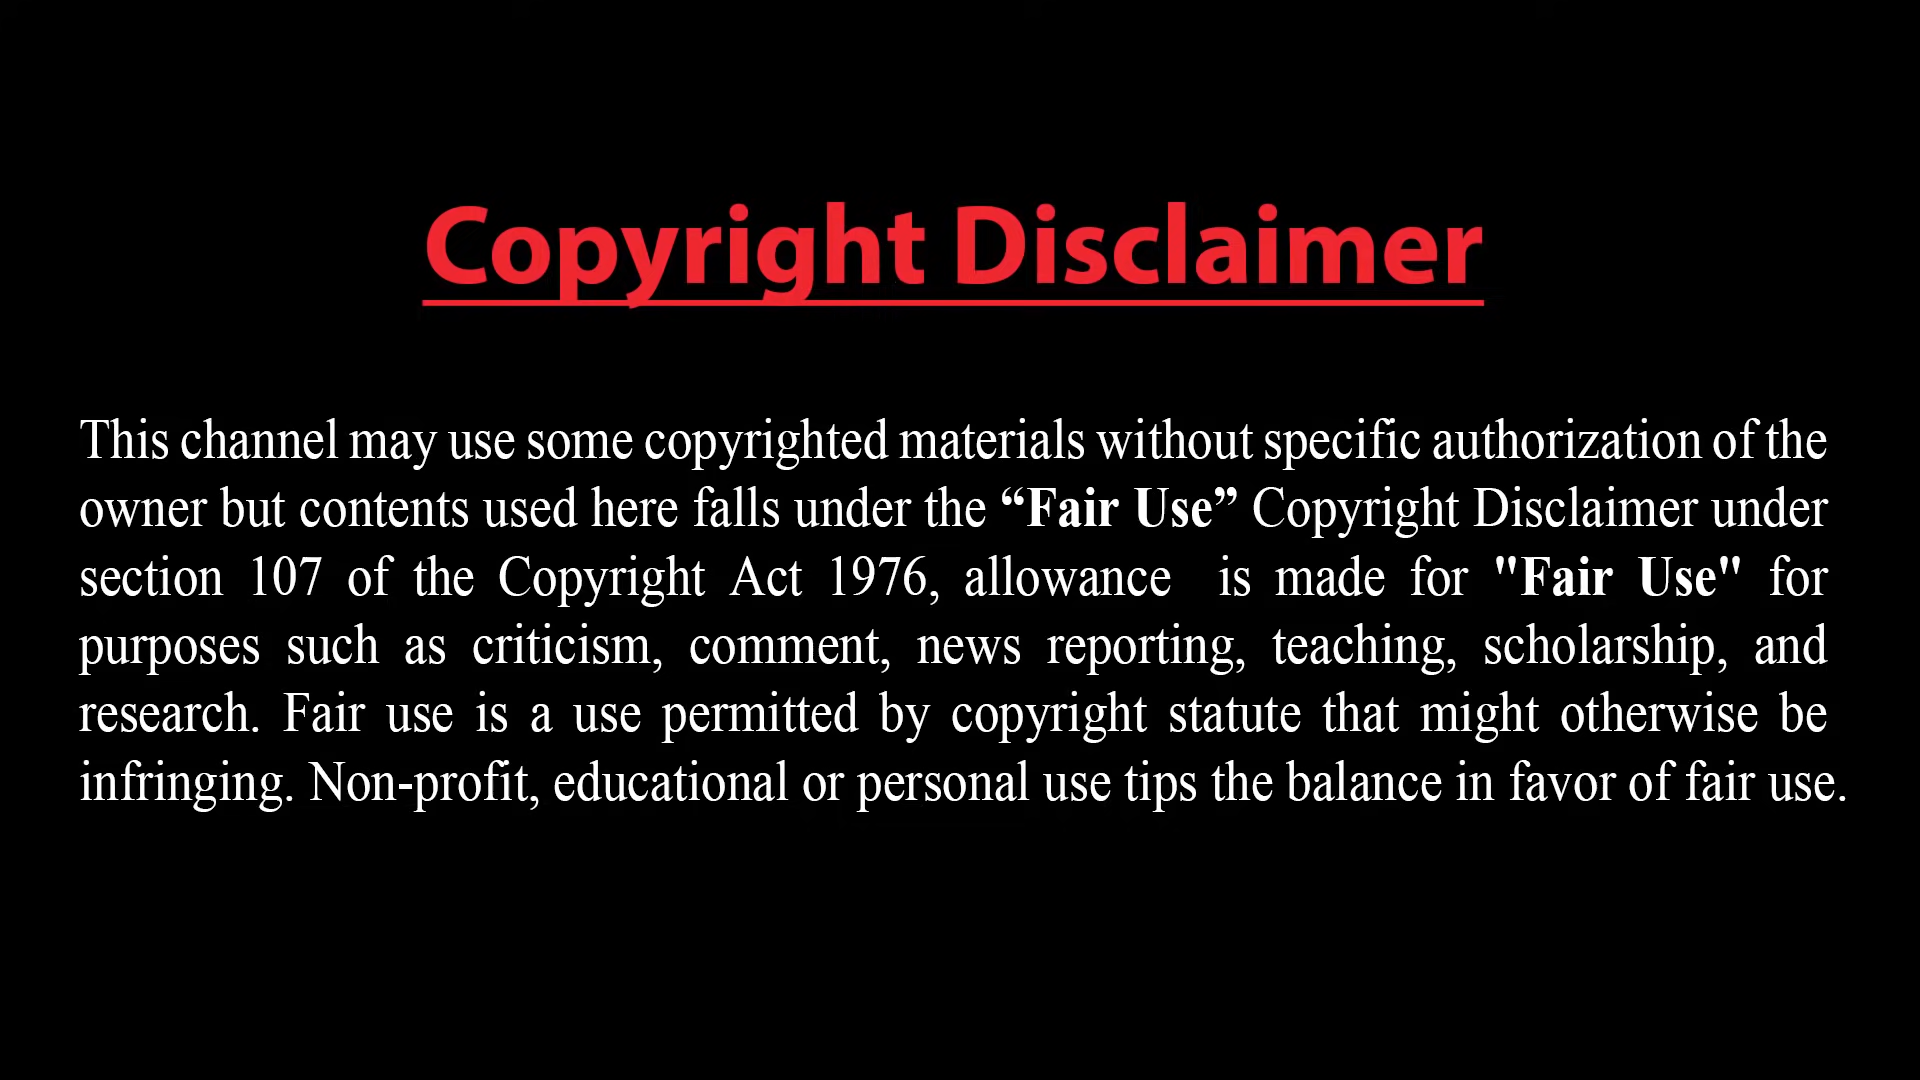 Copyright Disclaimer
This channel may use some copyrighted materials without specific authorization of the
owner but contents used here falls under the “Fair Use” Copyright Disclaimer under
section 107 of the Copyright Act 1976, allowance  is made for "Fair Use" for
purposes such as criticism, comment, news reporting, teaching, scholarship, and
research. Fair use is a use permitted by copyright statute that might otherwise be
infringing. Non-profit, educational or personal use tips the balance in favor of fair use.